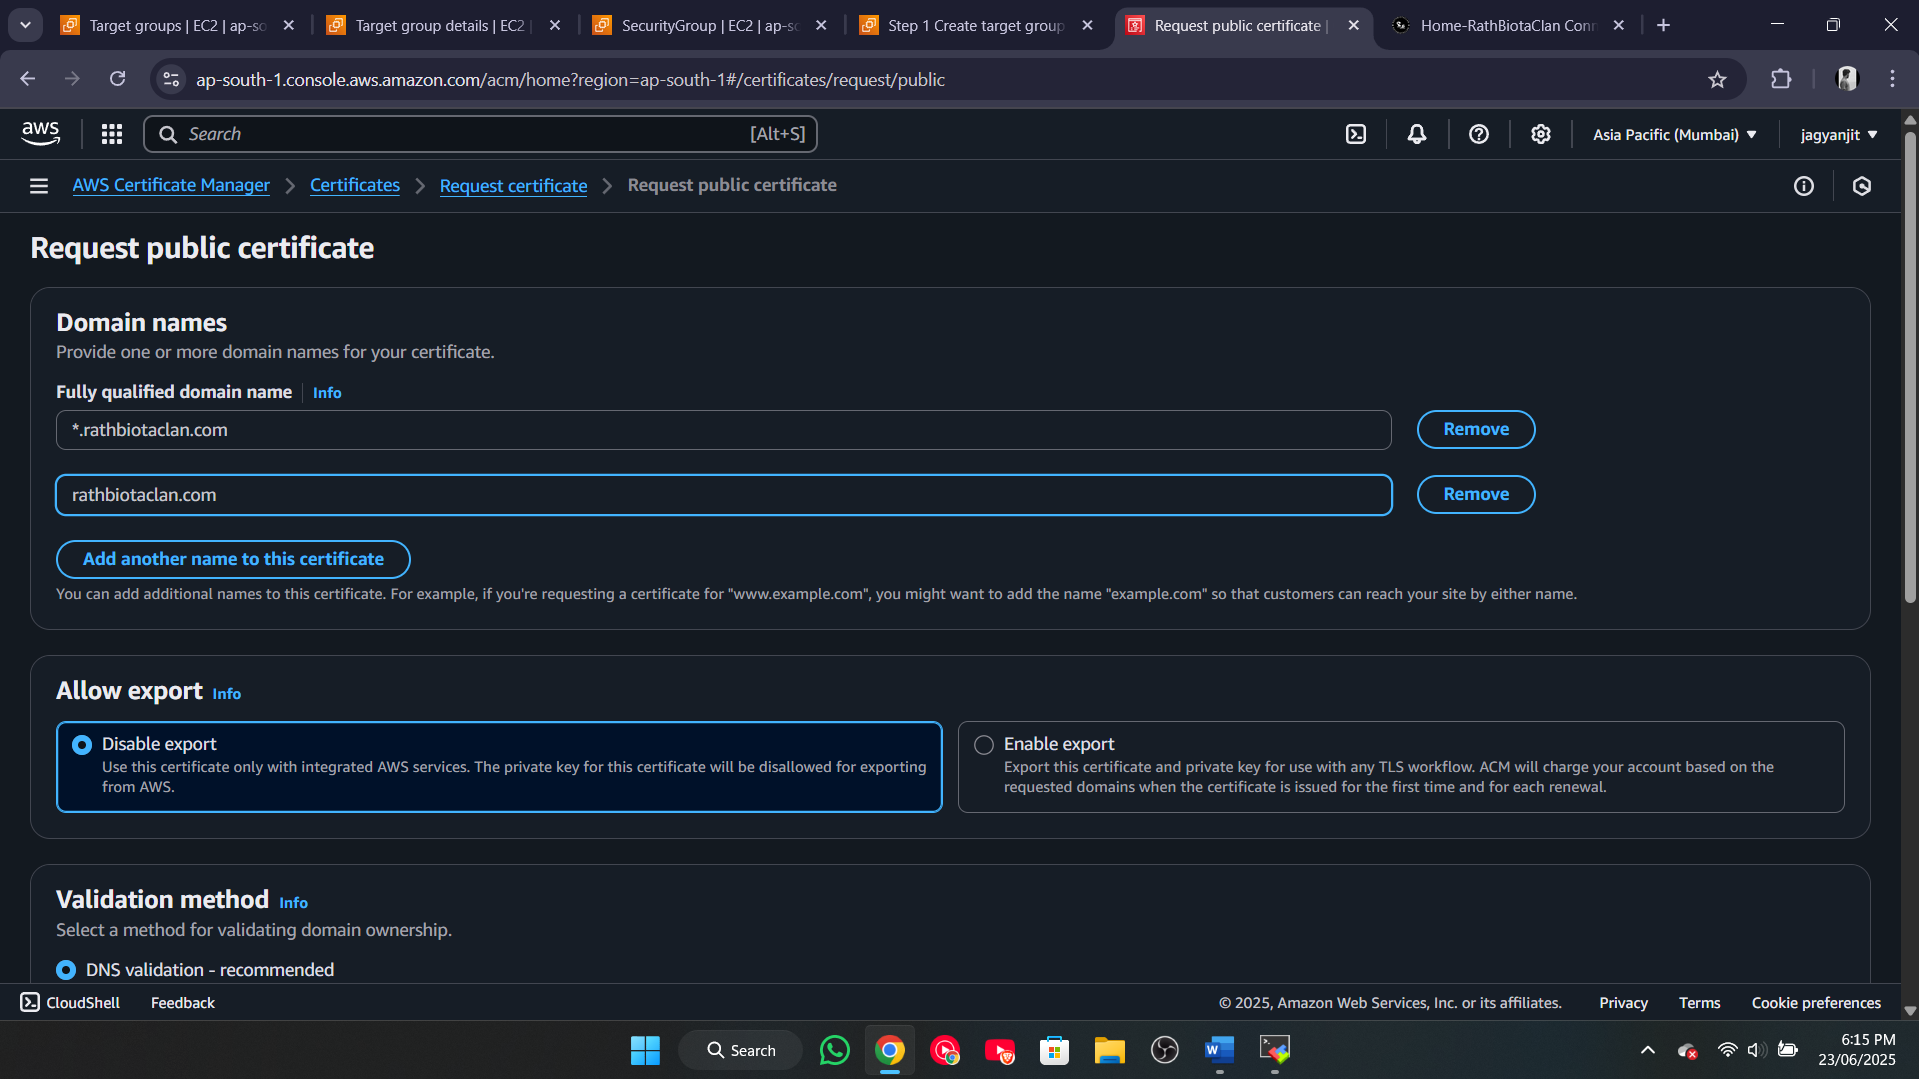 Target groups | EC2 | ap-so
Target group details | EC2 |
SecurityGroup | EC2 | ap-so
Step 1 Create target group
Request public certificate |
Home-RathBiotaClan Conn
ap-south-1.console.aws.amazon.com/acm/home?region=ap-south-1#/certificates/request/public
aws
Search
[Alt+S]
Asia Pacific (Mumbai)
jagyanjit
AWS Certificate Manager
Certificates
Request certificate
Request public certificate
Request public certificate
Domain names
Provide one or more domain names for your certificate.
Fully qualified domain name
Info
*.rathbiotaclan.com
Remove
rathbiotaclan.com
Remove
Add another name to this certificate
You can add additional names to this certificate. For example, if you're requesting a certificate for "www.example.com", you might want to add the name "example.com" so that customers can reach your site by either name.
Allow export
Info
Disable export
Use this certificate only with integrated AWS services. The private key for this certificate will be disallowed for exporting
from AWS.
Enable export
Export this certificate and private key for use with any TLS workflow. ACM will charge your account based on the
requested domains when the certificate is issued for the first time and for each renewal.
Validation method
Info
Select a method for validating domain ownership.
DNS validation - recommended
CloudShell
Feedback
© 2025, Amazon Web Services, Inc. or its affiliates.
Privacy
Terms
Cookie preferences
Search
6:15 PM
23/06/2025